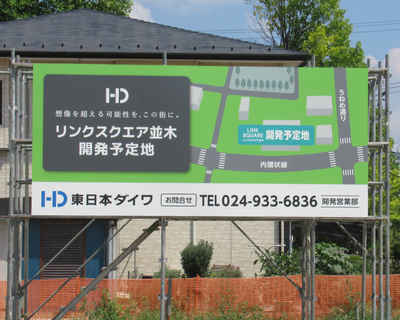 HD
想像を超える可能性を、この街に。
リンクスクエア並木
開発予定地
うねめ通り
LINK
SQUARE
開発予定地
内環状線
HD 東日本ダイワ お問合せ TEL 024-933-6836 開発営業部